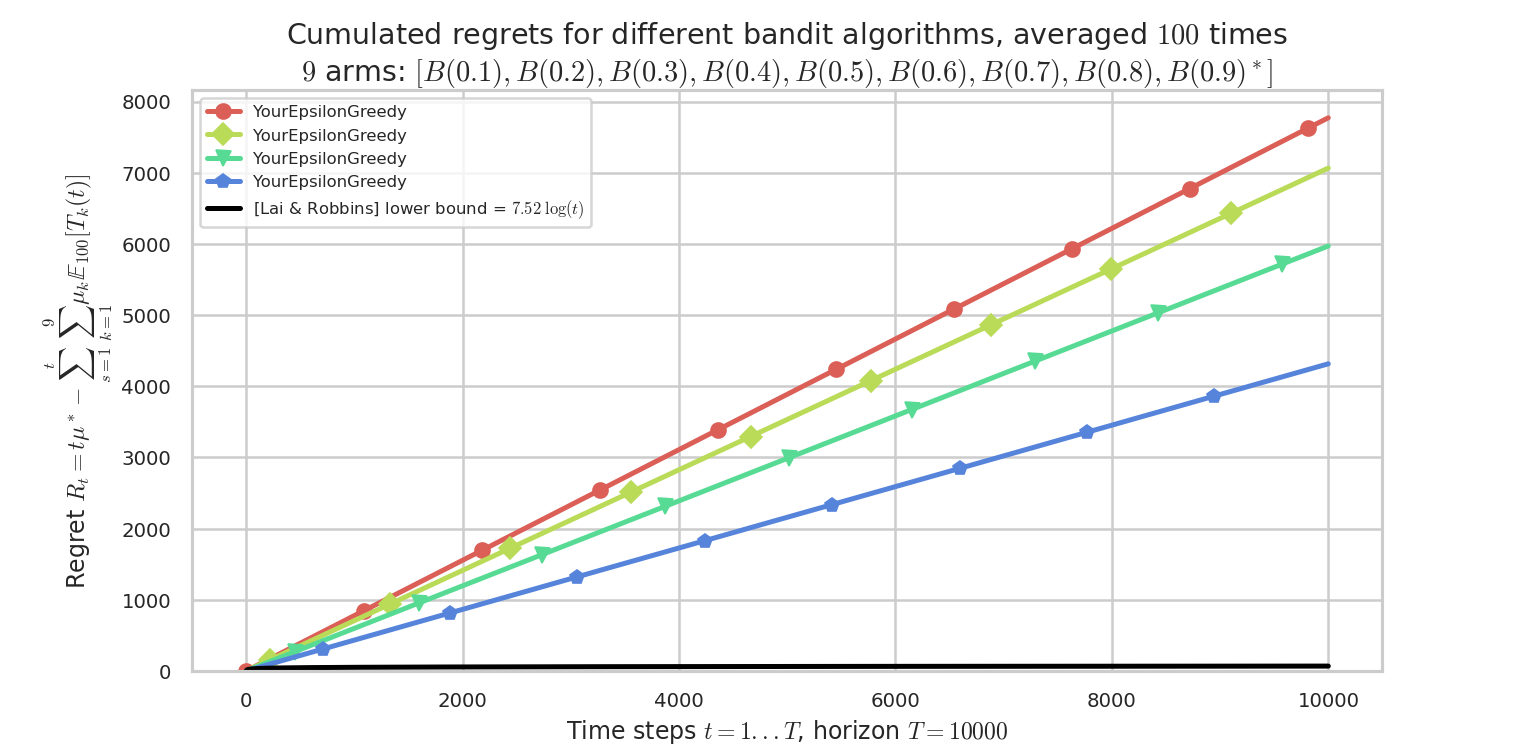 Cumulated regrets for different bandit algorithms, averaged 100 times
9 arms: [B(0.1), B(0.2), B(0.3), B(0.4), B(0.5), B(0.6), B(0.7), B(0.8), B(0.9)*]
YourEpsilonGreedy
YourEpsilonGreedy
YourEpsilonGreedy
YourEpsilonGreedy
[Lai & Robbins] lower bound = 7.52 log(t)
Regret R_t = tμ* − ∑_{s=1}^{t} ∑_{k=1}^{9} μ_k 𝔼_{100}[T_k(t)]
8000
7000
6000
5000
4000
3000
2000
1000
0
0 2000 4000 6000 8000 10000
Time steps t = 1...T, horizon T = 10000